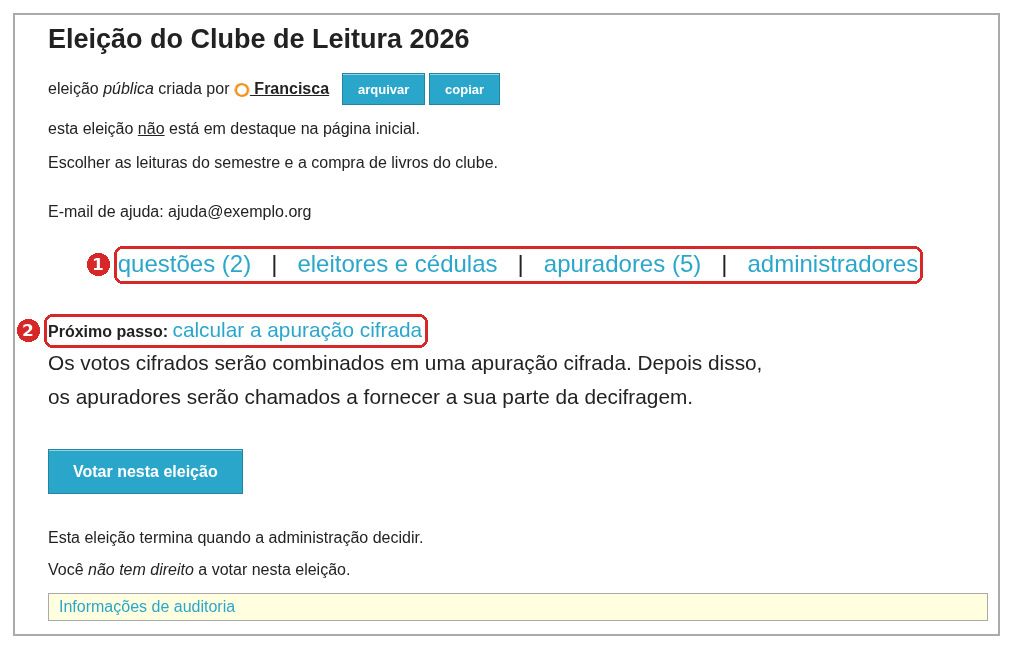 Eleição do Clube de Leitura 2026
eleição pública criada por Francisca arquivar copiar
esta eleição não está em destaque na página inicial.
Escolher as leituras do semestre e a compra de livros do clube.
E-mail de ajuda: ajuda@exemplo.org
1 questões (2) | eleitores e cédulas | apuradores (5) | administradores
2 Próximo passo: calcular a apuração cifrada
Os votos cifrados serão combinados em uma apuração cifrada. Depois disso,
os apuradores serão chamados a fornecer a sua parte da decifragem.
Votar nesta eleição
Esta eleição termina quando a administração decidir.
Você não tem direito a votar nesta eleição.
Informações de auditoria